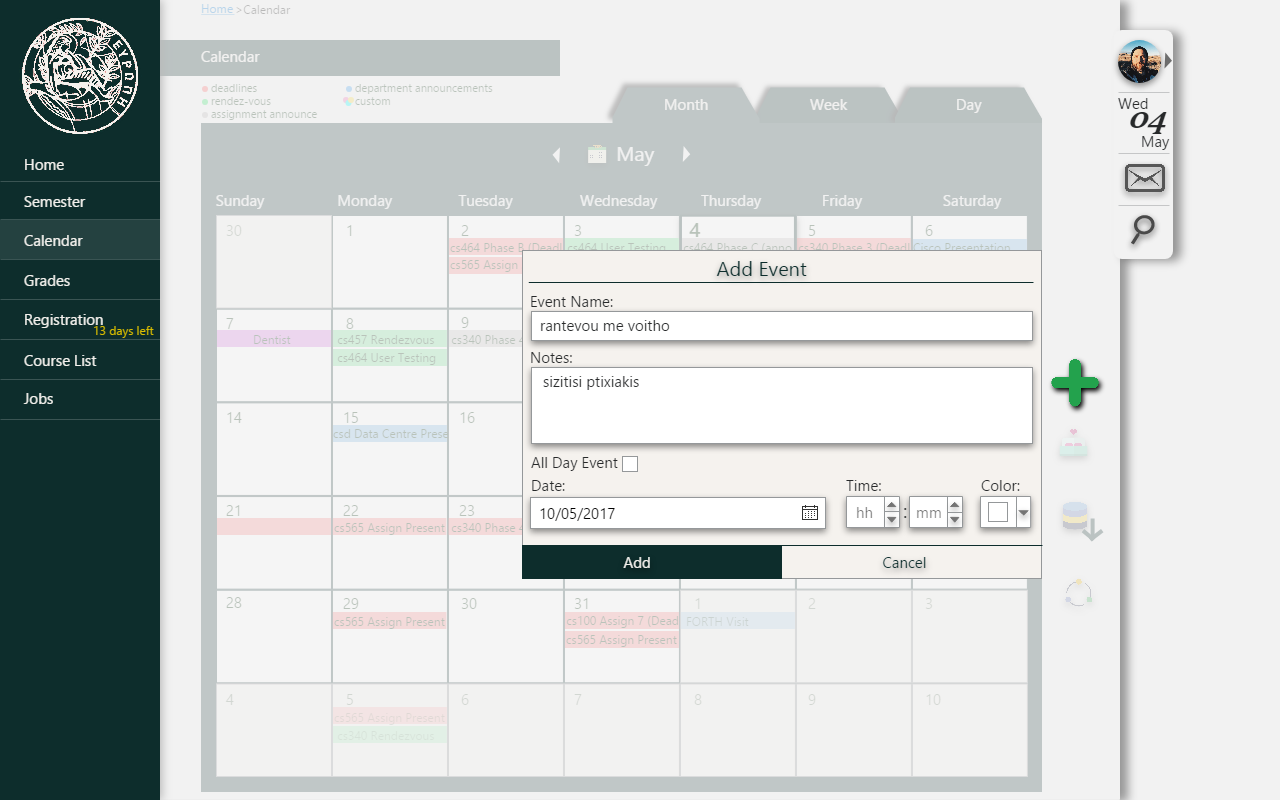 ΕΥΡΩΠΗ
Home
Semester
Calendar
Grades
Registration
13 days left
Course List
Jobs
Home >Calendar
Calendar
deadlines
rendez-vous
assignment announce
department announcements
custom
Month
Week
Day
May
Sunday Monday Tuesday Wednesday Thursday Friday Saturday
30 1 2 3 4 5 6
cs464 Phase B (Deadl cs464 User Testing cs464 Phase C (anno cs340 Phase 3 (Deadl Cisco Presentation
cs565 Assign
7 8 9
Dentist cs457 Rendezvous cs340 Phase 4
cs464 User Testing
14 15 16
csd Data Centre Prese
21 22 23
cs565 Assign Present cs340 Phase 4
28 29 30 31 1 2 3
cs565 Assign Present cs100 Assign 7 (Dead FORTH Visit
cs565 Assign Present
4 5 6 7 8 9 10
cs565 Assign Present
cs340 Rendezvous
Add Event
Event Name:
rantevou me voitho
Notes:
sizitisi ptixiakis
All Day Event
Date: Time: Color:
10/05/2017 hh : mm
Add Cancel
Wed
04
May